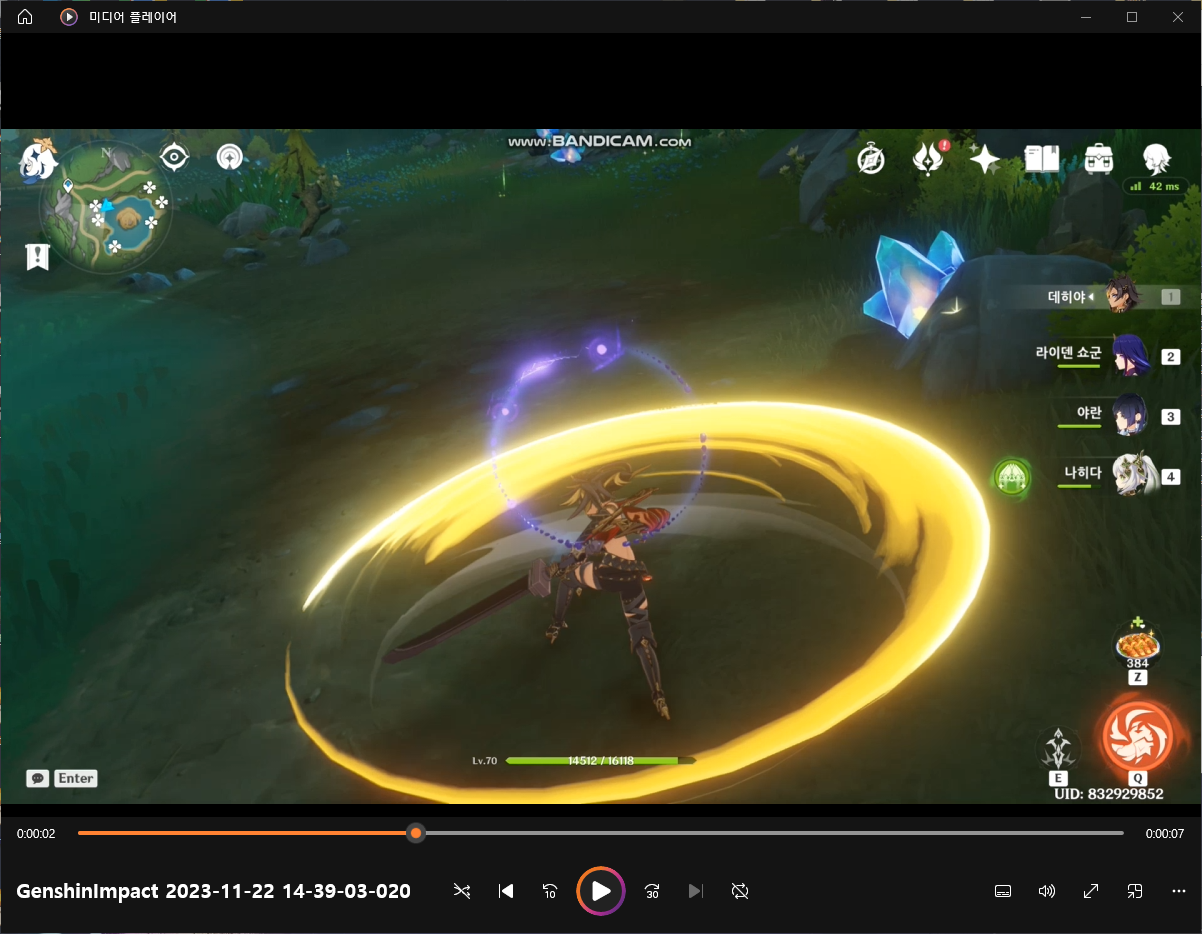 미디어 플레이어
www.BANDICAM.com
N
42 ms
데히야
1
라이덴 쇼군
2
야란
3
나히다
4
384
Z
Lv.70
14512 / 16118
Enter
E
Q
UID: 832929852
0:00:02
0:00:07
GenshinImpact 2023-11-22 14-39-03-020
10
30